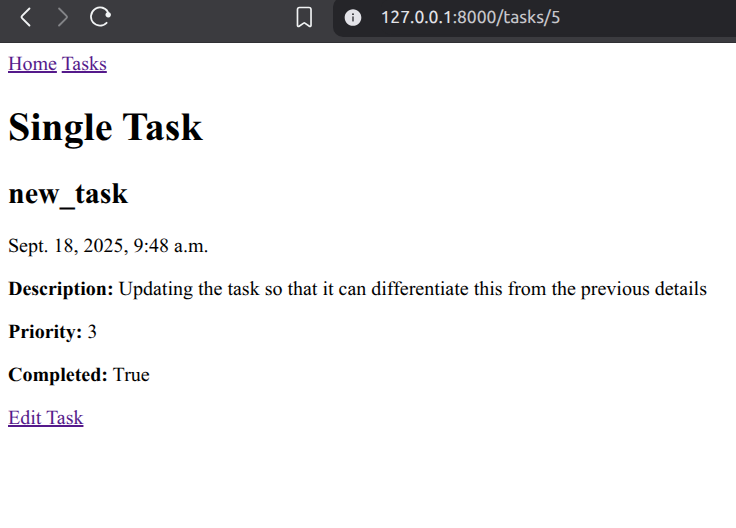 127.0.0.1:8000/tasks/5
Home Tasks
Single Task
new_task
Sept. 18, 2025, 9:48 a.m.
Description: Updating the task so that it can differentiate this from the previous details
Priority: 3
Completed: True
Edit Task